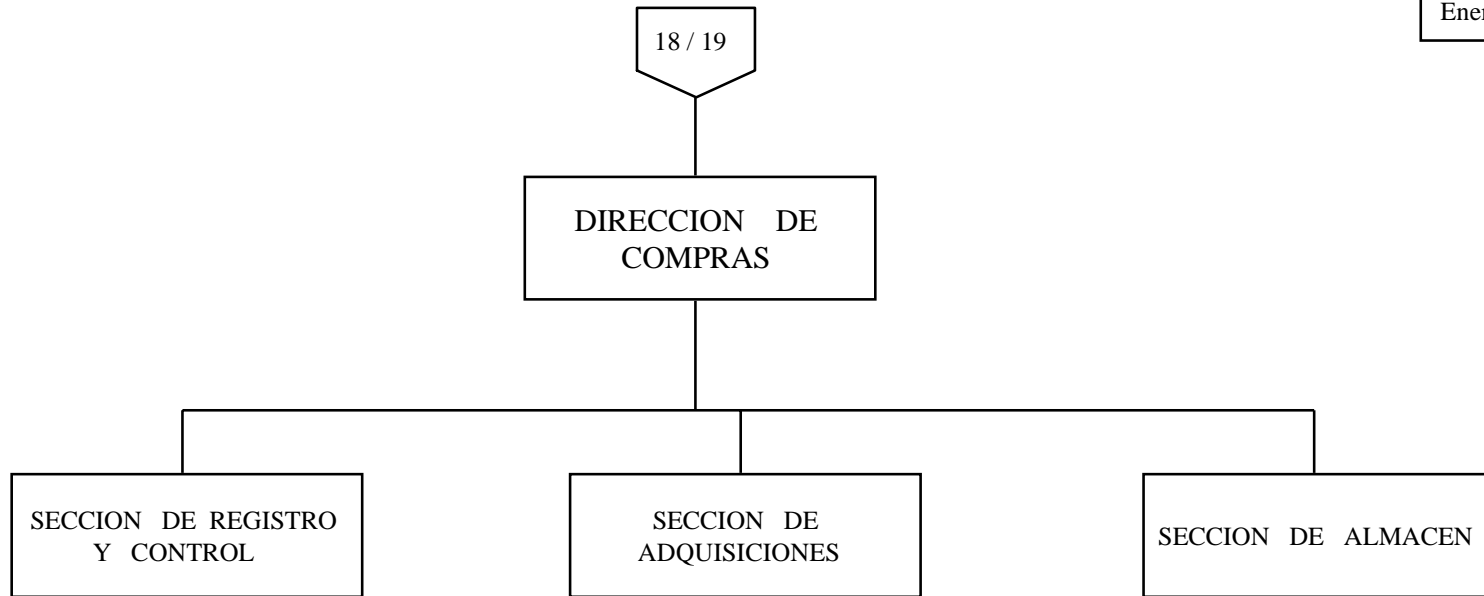 18 / 19
DIRECCION DE
COMPRAS
SECCION DE REGISTRO
Y CONTROL
SECCION DE
ADQUISICIONES
SECCION DE ALMACEN